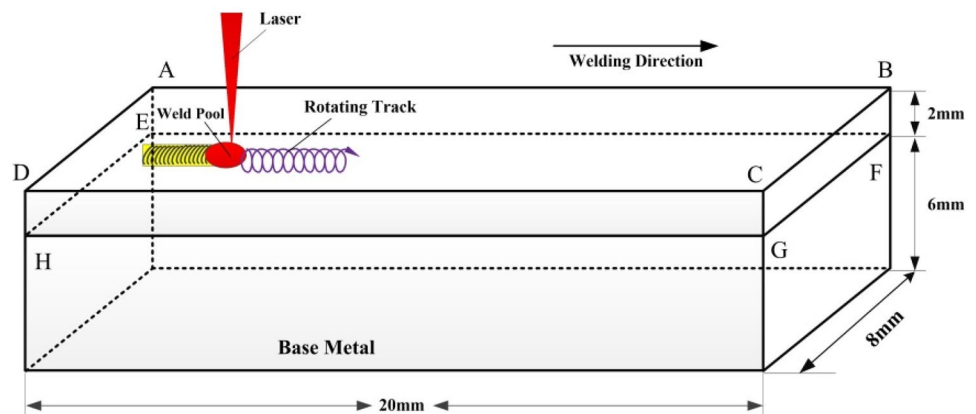 Laser
Welding Direction
A
B
Weld Pool
Rotating Track
2mm
E
D
C
F
6mm
H
G
8mm
Base Metal
20mm